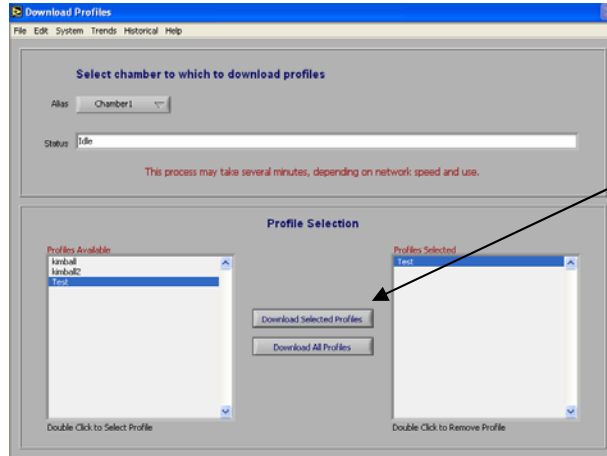 Download Profiles
File Edit System Trends Historical Help
Select chamber to which to download profiles
Alias Chamber1
Status Idle
This process may take several minutes, depending on network speed and use.
Profile Selection
Profiles Available
kimball
kimball2
Test
Double Click to Select Profile
Download Selected Profiles
Download All Profiles
Profiles Selected
Test
Double Click to Remove Profile